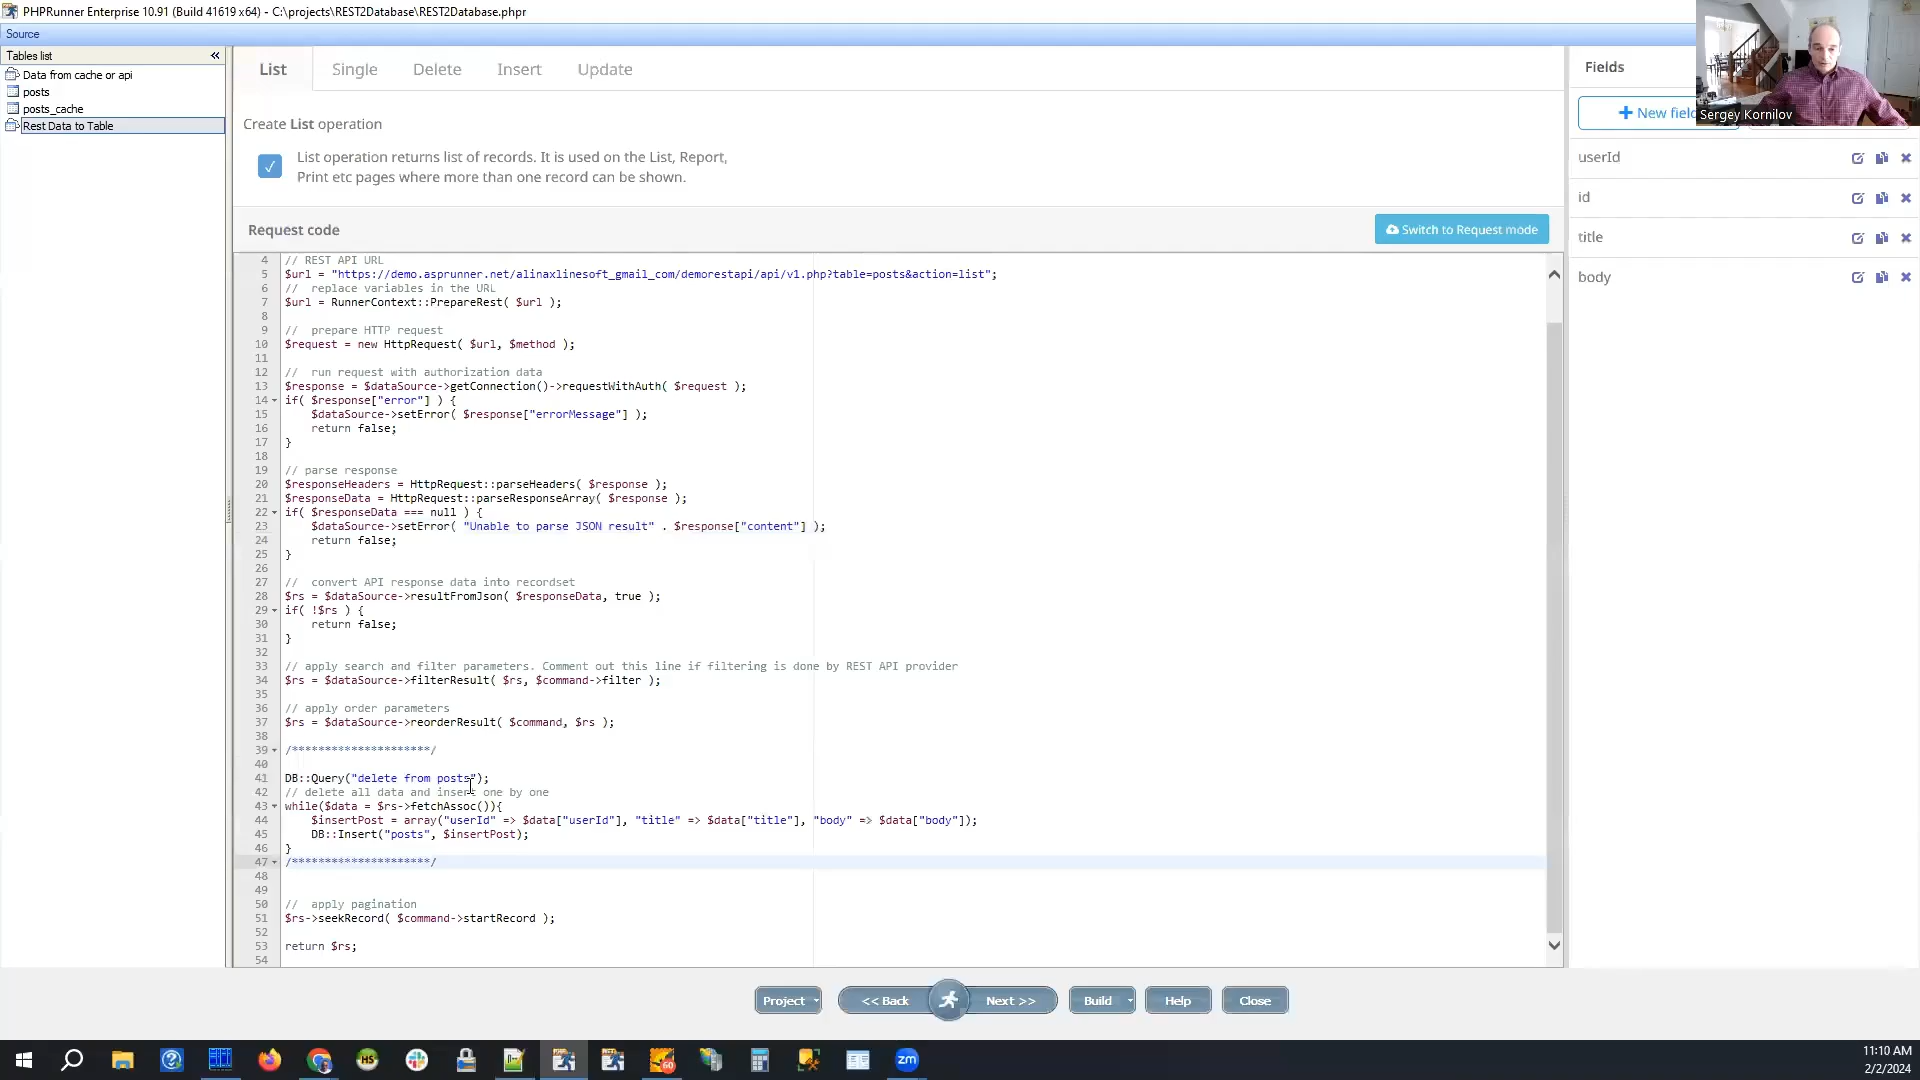 PHPRunner Enterprise 10.91 (Build 41619 x64) - C:\projects\REST2Database\REST2Database.phpr
Source
Tables list
Data from cache or api
posts
posts_cache
Rest Data to Table
List
Single
Delete
Insert
Update
Create List operation
List operation returns list of records. It is used on the List, Report,
Print etc pages where more than one record can be shown.
Request code
Switch to Request mode
4 // REST API URL
5 $url = "https://demo.asprunner.net/alinaxlinesoft_gmail_com/demorestapi/api/v1.php?table=posts&action=list";
6 //  replace variables in the URL
7 $url = RunnerContext::PrepareRest( $url );
8
9 //  prepare HTTP request
10 $request = new HttpRequest( $url, $method );
11
12 //  run request with authorization data
13 $response = $dataSource->getConnection()->requestWithAuth( $request );
14 if( $response["error"] ) {
15     $dataSource->setError( $response["errorMessage"] );
16     return false;
17 }
18
19 // parse response
20 $responseHeaders = HttpRequest::parseHeaders( $response );
21 $responseData = HttpRequest::parseResponseArray( $response );
22 if( $responseData === null ) {
23     $dataSource->setError( "Unable to parse JSON result" . $response["content"] );
24     return false;
25 }
26
27 //  convert API response data into recordset
28 $rs = $dataSource->resultFromJson( $responseData, true );
29 if( !$rs ) {
30     return false;
31 }
32
33 // apply search and filter parameters. Comment out this line if filtering is done by REST API provider
34 $rs = $dataSource->filterResult( $rs, $command->filter );
35
36 // apply order parameters
37 $rs = $dataSource->reorderResult( $command, $rs );
38
39 /*********************/
40
41 DB::Query("delete from posts");
42 // delete all data and insert one by one
43 while($data = $rs->fetchAssoc()){
44     $insertPost = array("userId" => $data["userId"], "title" => $data["title"], "body" => $data["body"]);
45     DB::Insert("posts", $insertPost);
46 }
47 /*********************/
48
49
50 //  apply pagination
51 $rs->seekRecord( $command->startRecord );
52
53 return $rs;
54
Fields
New field
userId
id
title
body
Sergey Kornilov
Project
<< Back
Next >>
Build
Help
Close
HS
60
zm
11:10 AM
2/2/2024